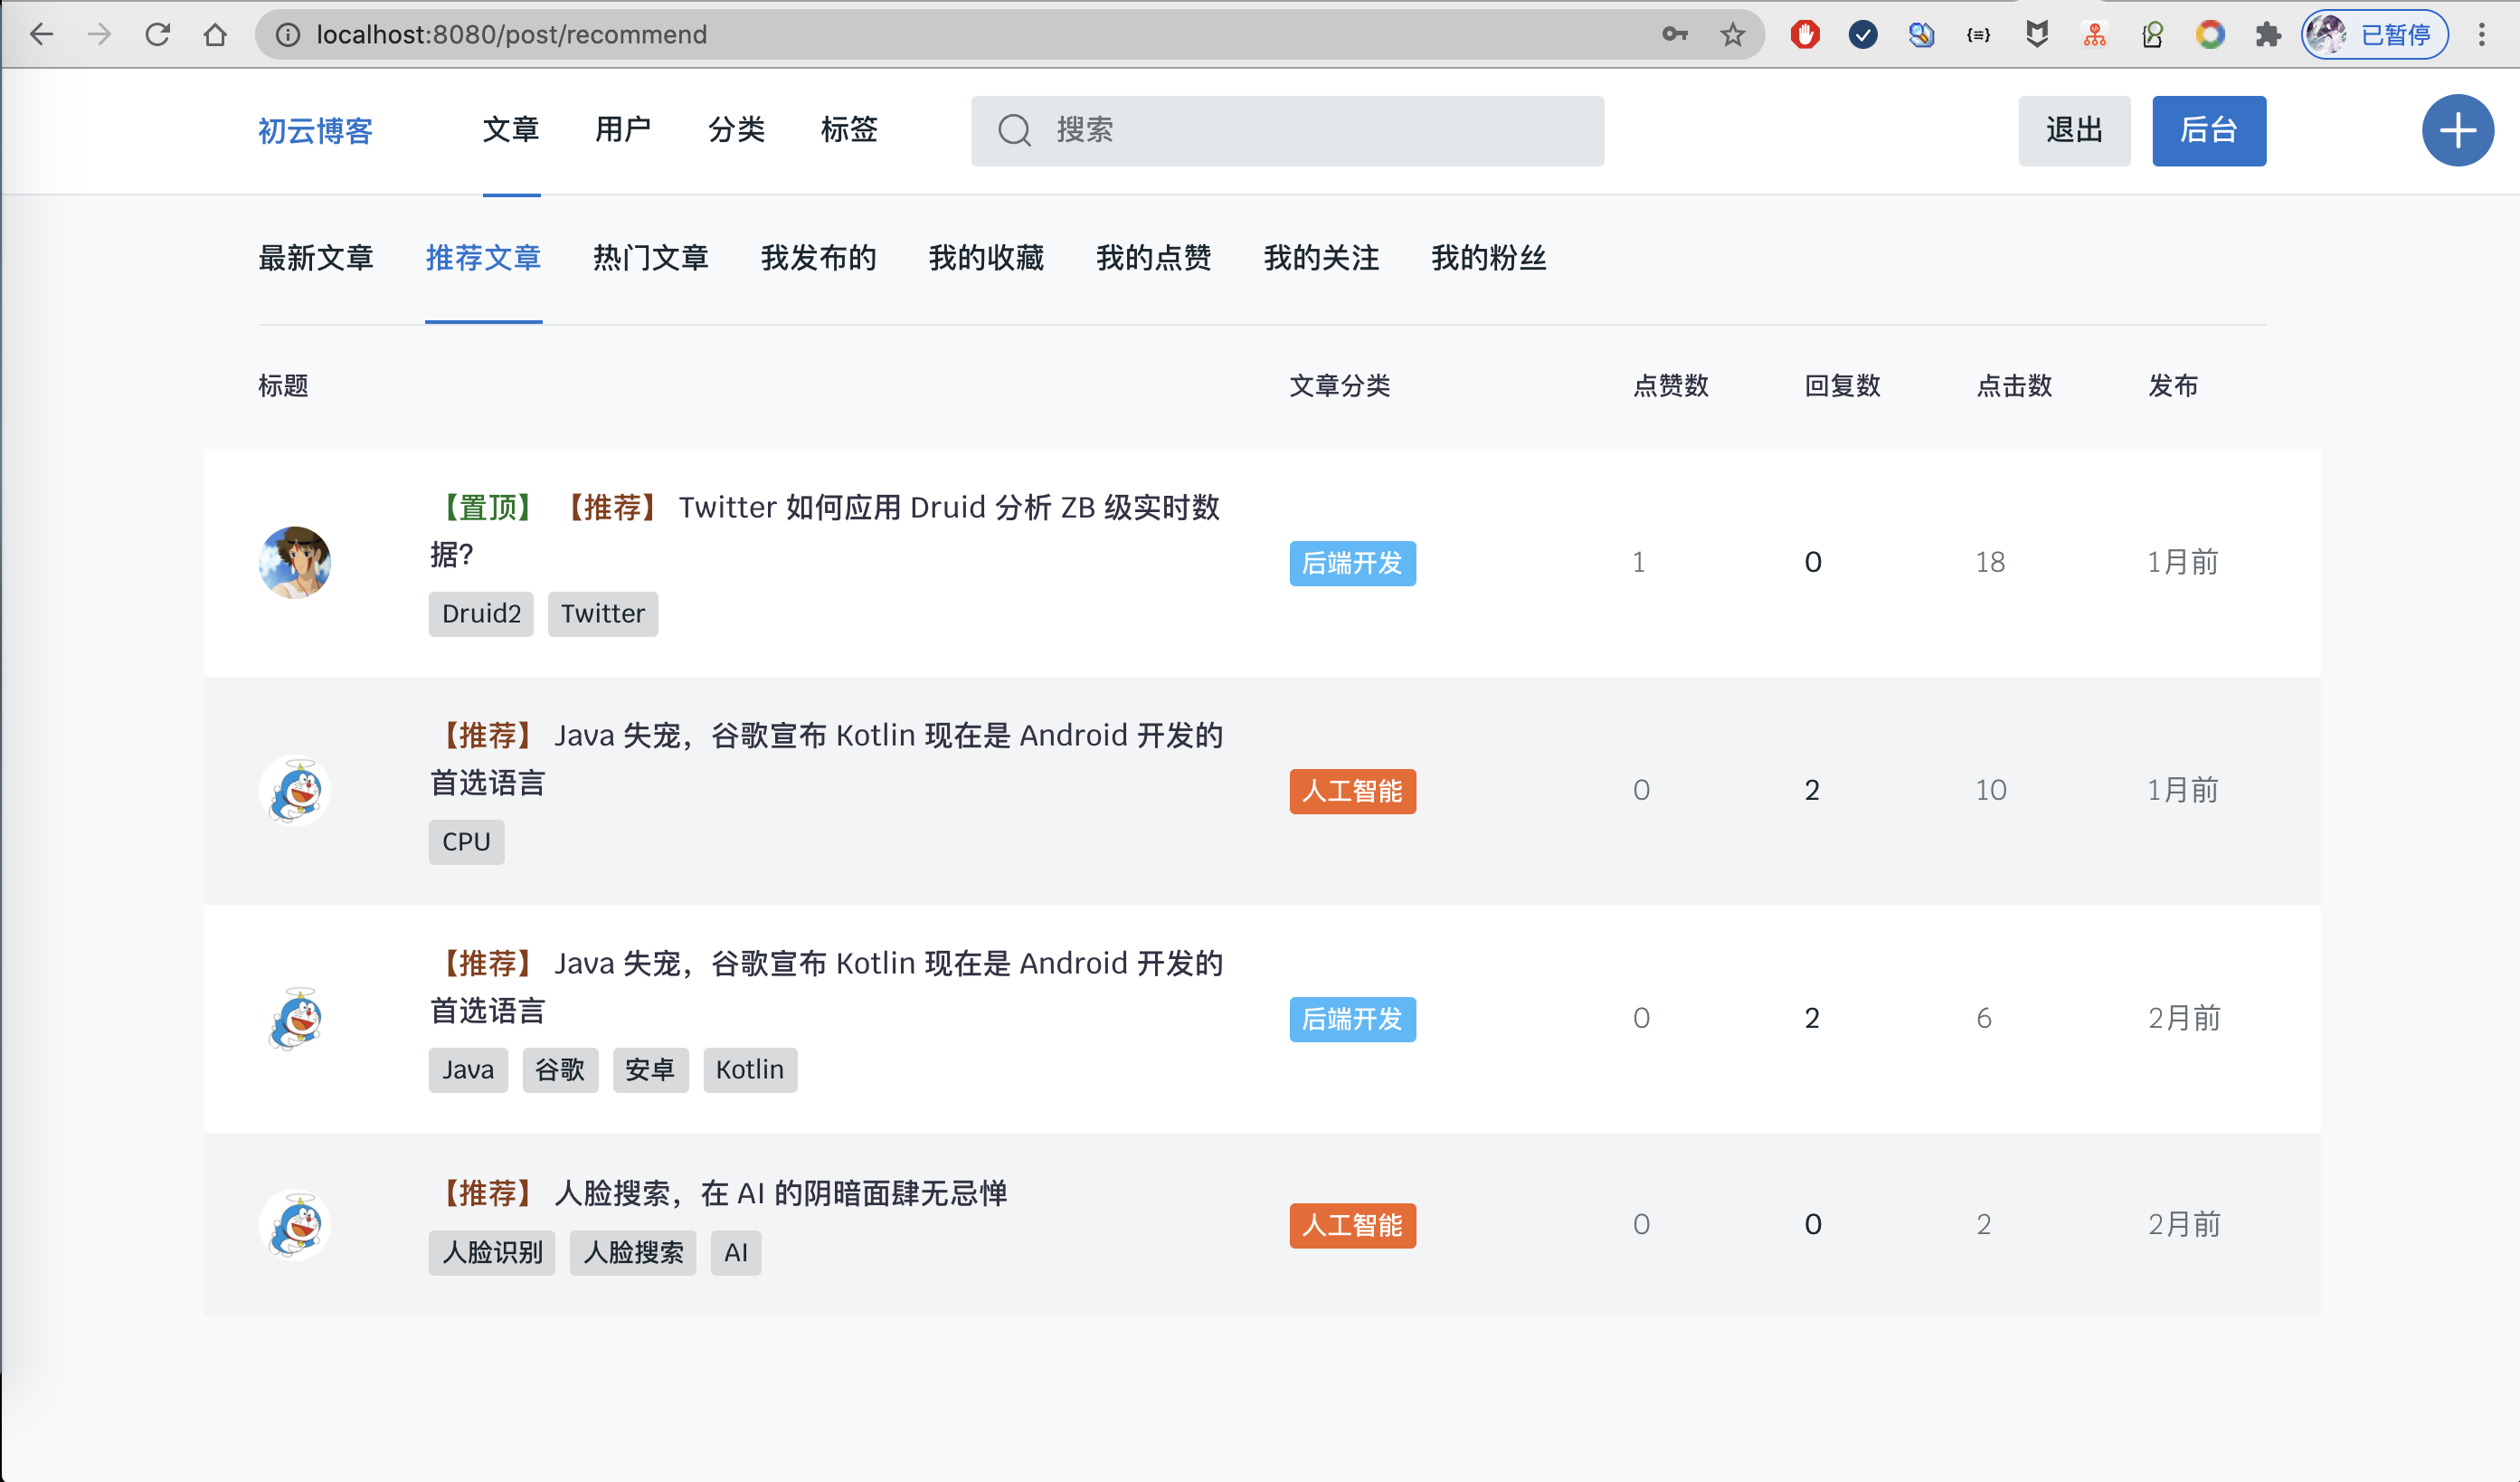 localhost:8080/post/recommend
已暂停
初云博客 文章 用户 分类 标签 搜索 退出 后台
最新文章 推荐文章 热门文章 我发布的 我的收藏 我的点赞 我的关注 我的粉丝
标题 文章分类 点赞数 回复数 点击数 发布
【置顶】 【推荐】 Twitter 如何应用 Druid 分析 ZB 级实时数
据?
Druid2 Twitter
后端开发 1 0 18 1月前
【推荐】 Java 失宠，谷歌宣布 Kotlin 现在是 Android 开发的
首选语言
CPU
人工智能 0 2 10 1月前
【推荐】 Java 失宠，谷歌宣布 Kotlin 现在是 Android 开发的
首选语言
Java 谷歌 安卓 Kotlin
后端开发 0 2 6 2月前
【推荐】 人脸搜索，在 AI 的阴暗面肆无忌惮
人脸识别 人脸搜索 AI
人工智能 0 0 2 2月前